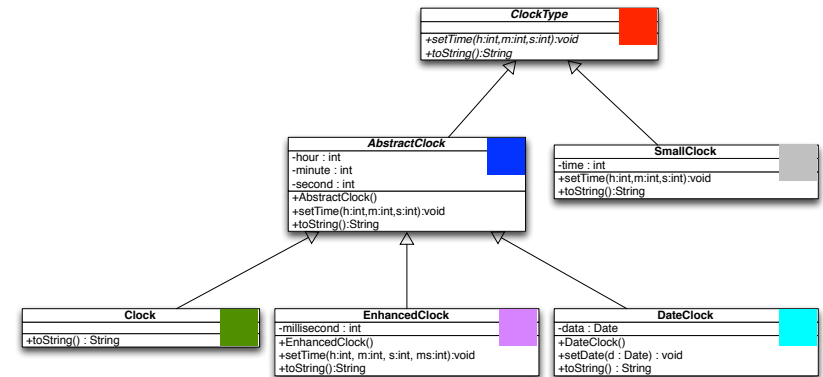 ClockType
+setTime(h:int,m:int,s:int):void
+toString():String
AbstractClock
-hour : int
-minute : int
-second : int
+AbstractClock()
+setTime(h:int,m:int,s:int):void
+toString():String
SmallClock
-time : int
+setTime(h:int,m:int,s:int):void
+toString():String
Clock
+toString() : String
EnhancedClock
-millisecond : int
+EnhancedClock()
+setTime(h:int, m:int, s:int, ms:int):void
+toString():String
DateClock
-data : Date
+DateClock()
+setDate(d : Date) : void
+toString() : String